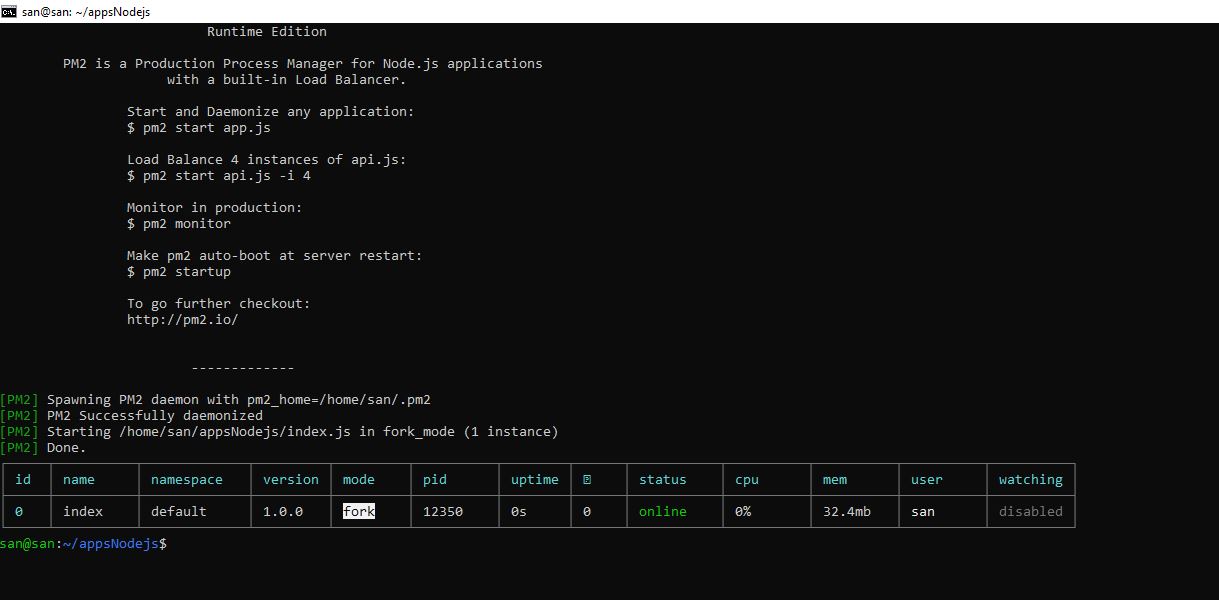 san@san: ~/appsNodejs
Runtime Edition
PM2 is a Production Process Manager for Node.js applications
with a built-in Load Balancer.
Start and Daemonize any application:
$ pm2 start app.js
Load Balance 4 instances of api.js:
$ pm2 start api.js -i 4
Monitor in production:
$ pm2 monitor
Make pm2 auto-boot at server restart:
$ pm2 startup
To go further checkout:
http://pm2.io/
-------------
[PM2] Spawning PM2 daemon with pm2_home=/home/san/.pm2
[PM2] PM2 Successfully daemonized
[PM2] Starting /home/san/appsNodejs/index.js in fork_mode (1 instance)
[PM2] Done.
id name namespace version mode pid uptime status cpu mem user watching
0 index default 1.0.0 fork 12350 0s 0 online 0% 32.4mb san disabled
san@san:~/appsNodejs$